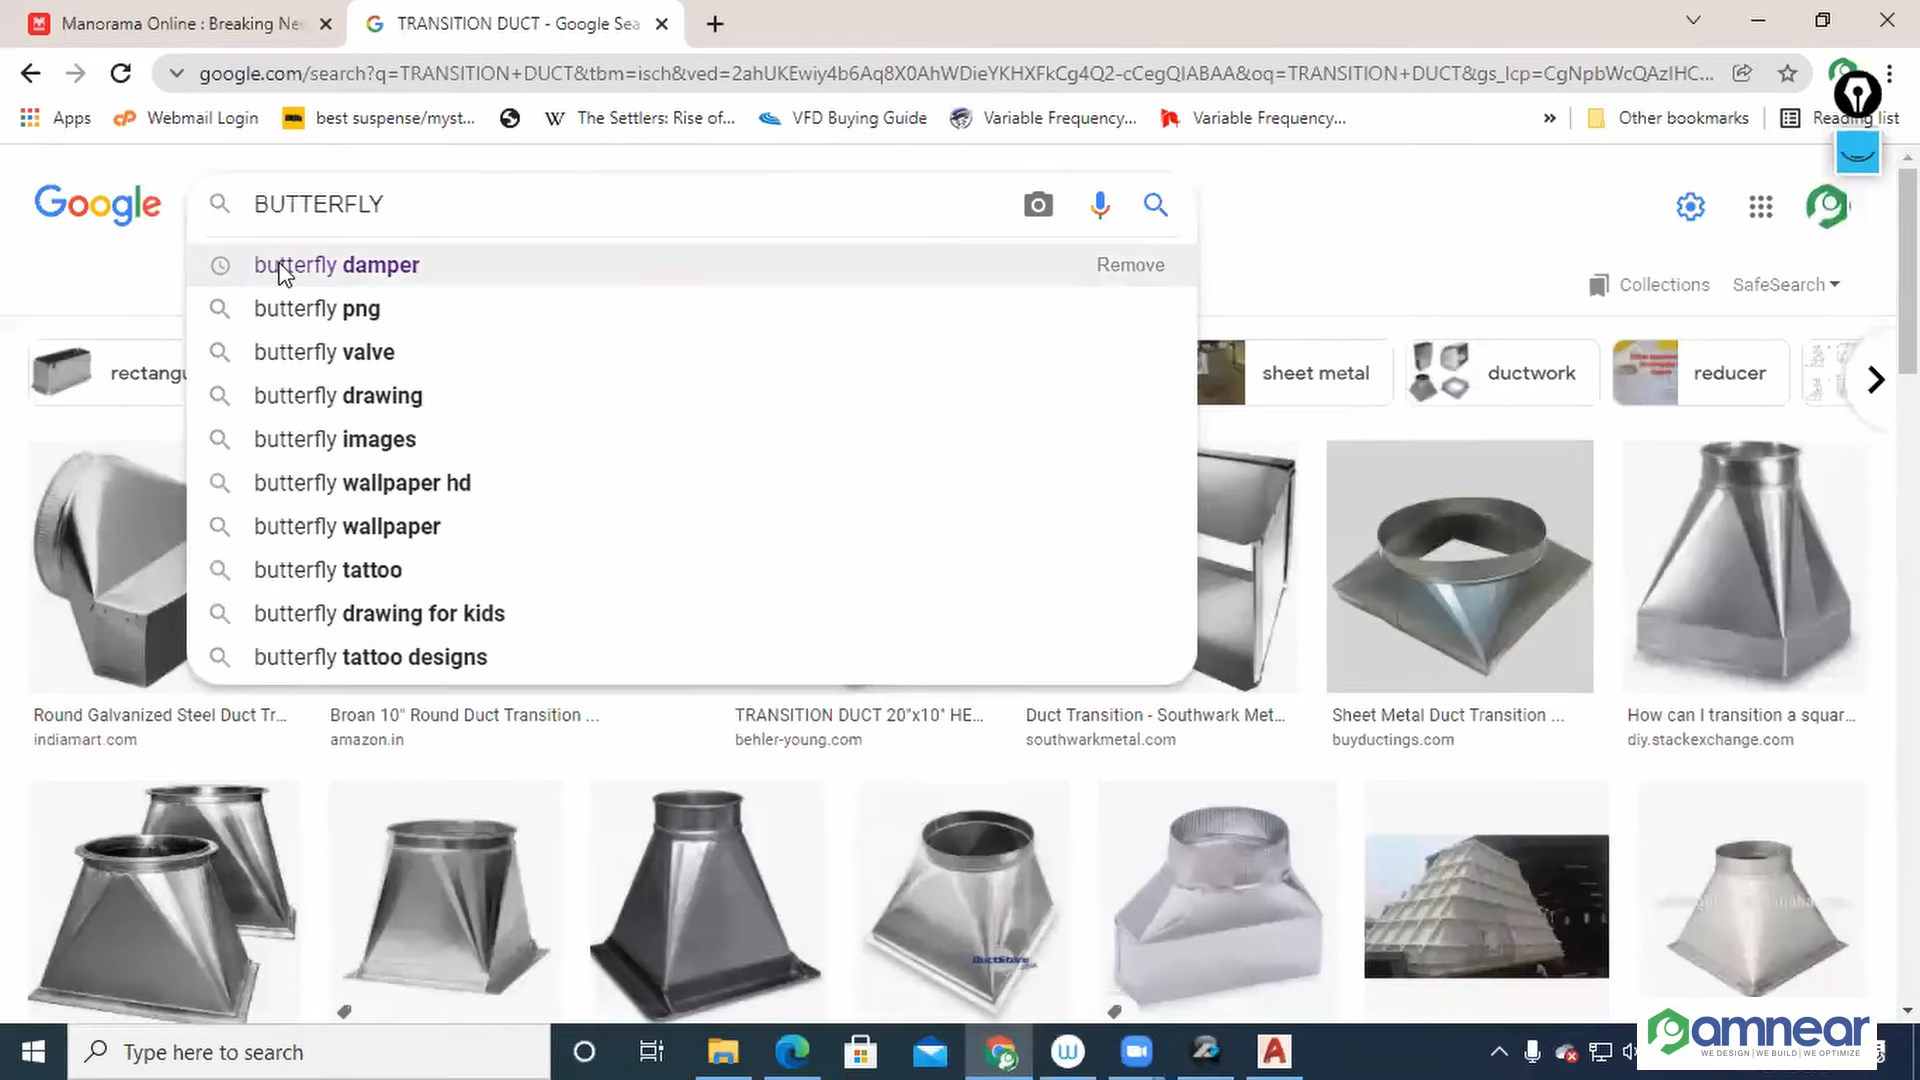 Manorama Online : Breaking Ne
TRANSITION DUCT - Google Sea
google.com/search?q=TRANSITION+DUCT&tbm=isch&ved=2ahUKEwiy4b6Aq8X0AhWDieYKHXFkCg4Q2-cCegQIABAA&oq=TRANSITION+DUCT&gs_lcp=CgNpbWcQAzIHC...
Apps
Webmail Login
best suspense/myst...
The Settlers: Rise of...
VFD Buying Guide
Variable Frequency...
Variable Frequency...
Other bookmarks
Reading list
Google
BUTTERFLY
butterfly damper
Remove
butterfly png
butterfly valve
butterfly drawing
butterfly images
butterfly wallpaper hd
butterfly wallpaper
butterfly tattoo
butterfly drawing for kids
butterfly tattoo designs
Collections
SafeSearch
rectangu
sheet metal
ductwork
reducer
Round Galvanized Steel Duct Tr...
indiamart.com
Broan 10" Round Duct Transition ...
amazon.in
TRANSITION DUCT 20"x10" HE...
behler-young.com
Duct Transition - Southwark Met...
southwarkmetal.com
Sheet Metal Duct Transition ...
buyductings.com
How can I transition a squar...
diy.stackexchange.com
DuctStore
Type here to search
amnear
WE DESIGN | WE BUILD | WE OPTIMIZE